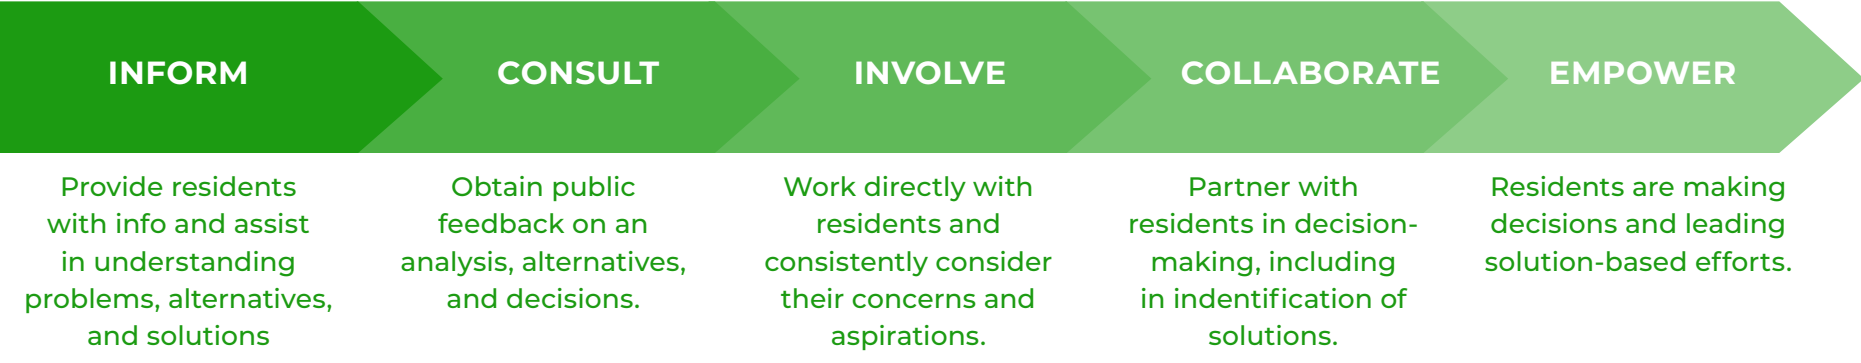 INFORM
Provide residents
with info and assist
in understanding
problems, alternatives,
and solutions
CONSULT
Obtain public
feedback on an
analysis, alternatives,
and decisions.
INVOLVE
Work directly with
residents and
consistently consider
their concerns and
aspirations.
COLLABORATE
Partner with
residents in decision-
making, including
in indentification of
solutions.
EMPOWER
Residents are making
decisions and leading
solution-based efforts.